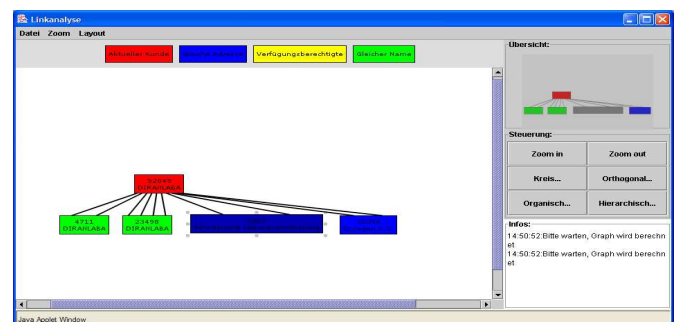 Linkanalyse
Datei Zoom Layout
Aktueller Kunde
Verfügungsberechtigte
Gleicher Name
Übersicht:
DIRANLABA
4711
DIRANLABA
23498
DIRANLABA
Steuerung:
Zoom in
Zoom out
Kreis...
Orthogonal...
Organisch...
Hierarchisch...
Infos:
14:50:52:Bitte warten, Graph wird berechn
et
14:50:52:Bitte warten, Graph wird berechn
et
Java Applet Window